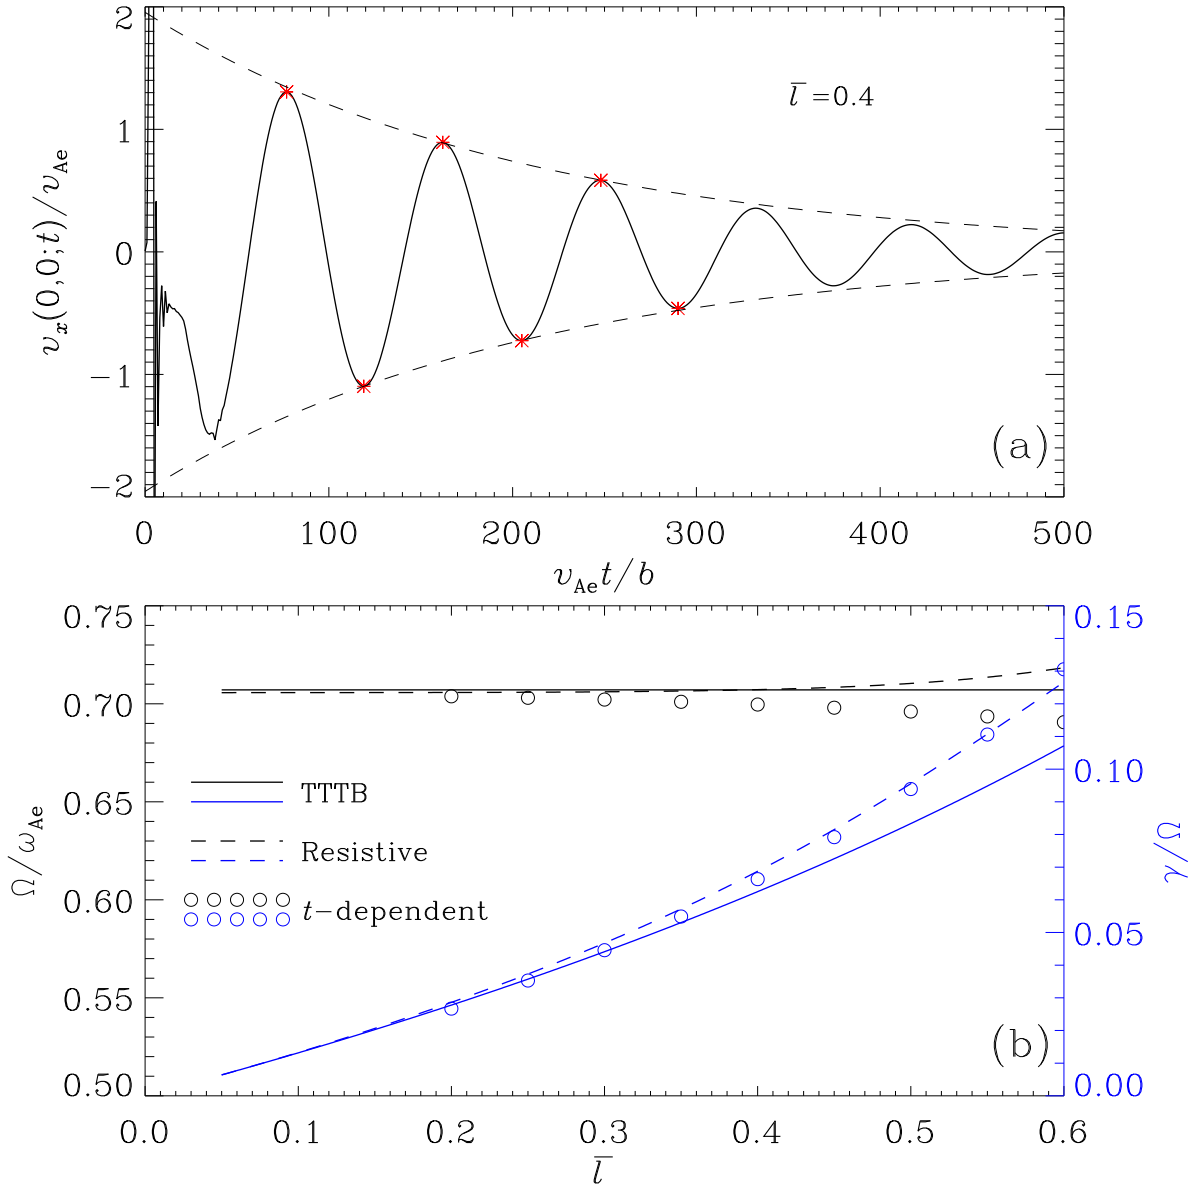 2
1
0
−1
−2
v_x(0,0;t)/v_Ae
l̅ =0.4
(a)
0 100 200 300 400 500
v_Ae t/b
0.75
0.70
0.65
0.60
0.55
0.50
Ω/ω_Ae
TTTB
Resistive
t−dependent
(b)
0.15
0.10
0.05
0.00
γ/Ω
0.0 0.1 0.2 0.3 0.4 0.5 0.6
l̅